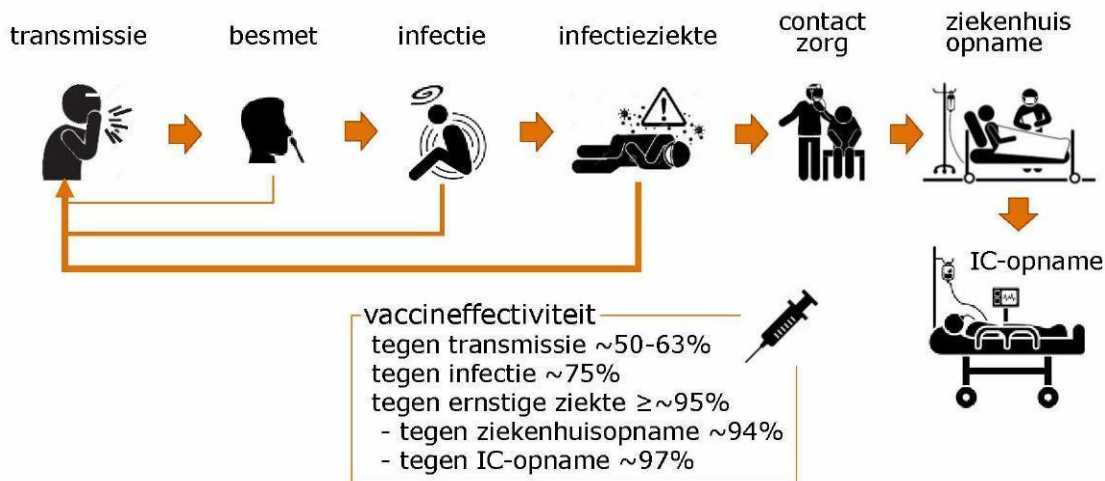 transmissie
besmet
infectie
infectieziekte
contact
zorg
ziekenhuis
opname
IC-opname
vaccineffectiviteit
tegen transmissie ~50-63%
tegen infectie ~75%
tegen ernstige ziekte ≥~95%
- tegen ziekenhuisopname ~94%
- tegen IC-opname ~97%